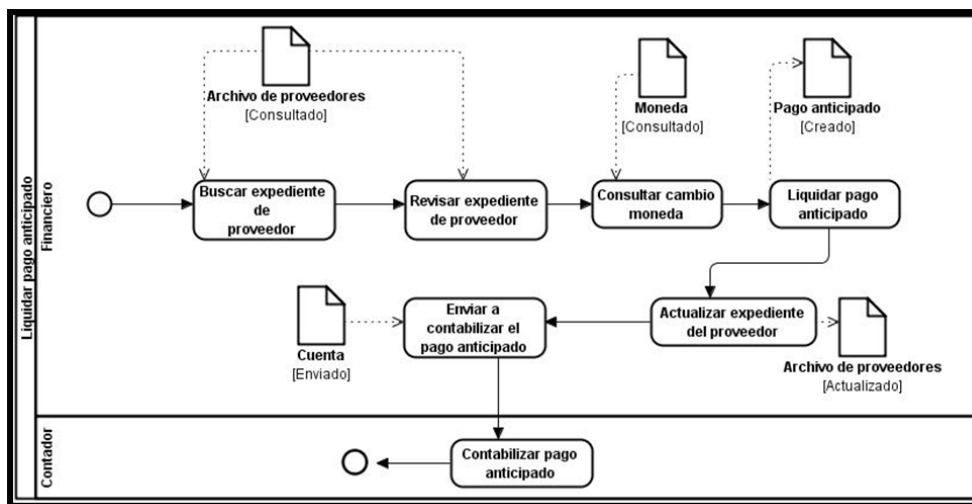 Liquidar pago anticipado
Financiero
Archivo de proveedores
[Consultado]
Moneda
[Consultado]
Pago anticipado
[Creado]
Buscar expediente
de
proveedor
Revisar expediente
de proveedor
Consultar cambio
moneda
Liquidar pago
anticipado
Cuenta
[Enviado]
Enviar a
contabilizar el
pago anticipado
Actualizar expediente
del proveedor
Archivo de proveedores
[Actualizado]
Contador
Contabilizar pago
anticipado